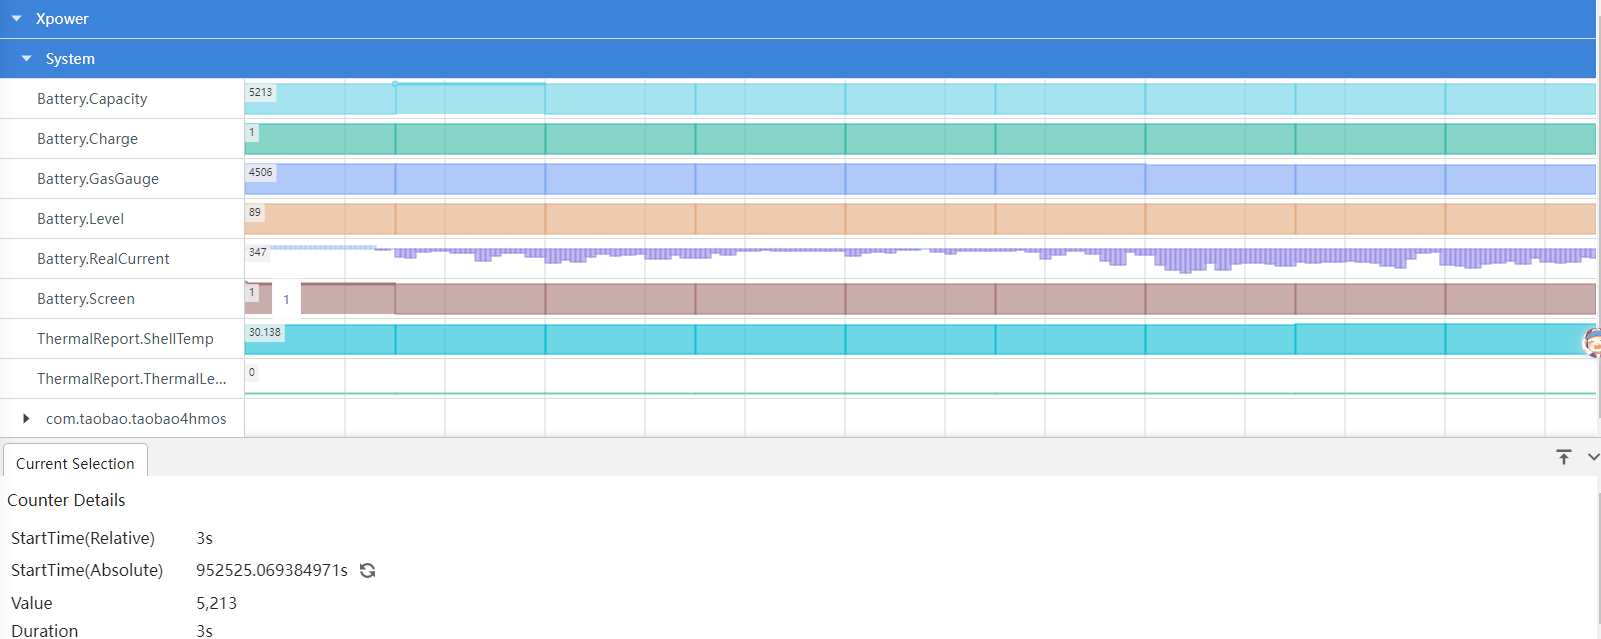 Xpower
System
Battery.Capacity 5213
Battery.Charge 1
Battery.GasGauge 4506
Battery.Level 89
Battery.RealCurrent 347
Battery.Screen 1 1
ThermalReport.ShellTemp 30.138
ThermalReport.ThermalLe... 0
com.taobao.taobao4hmos
Current Selection
Counter Details
StartTime(Relative) 3s
StartTime(Absolute) 952525.069384971s
Value 5,213
Duration 3s